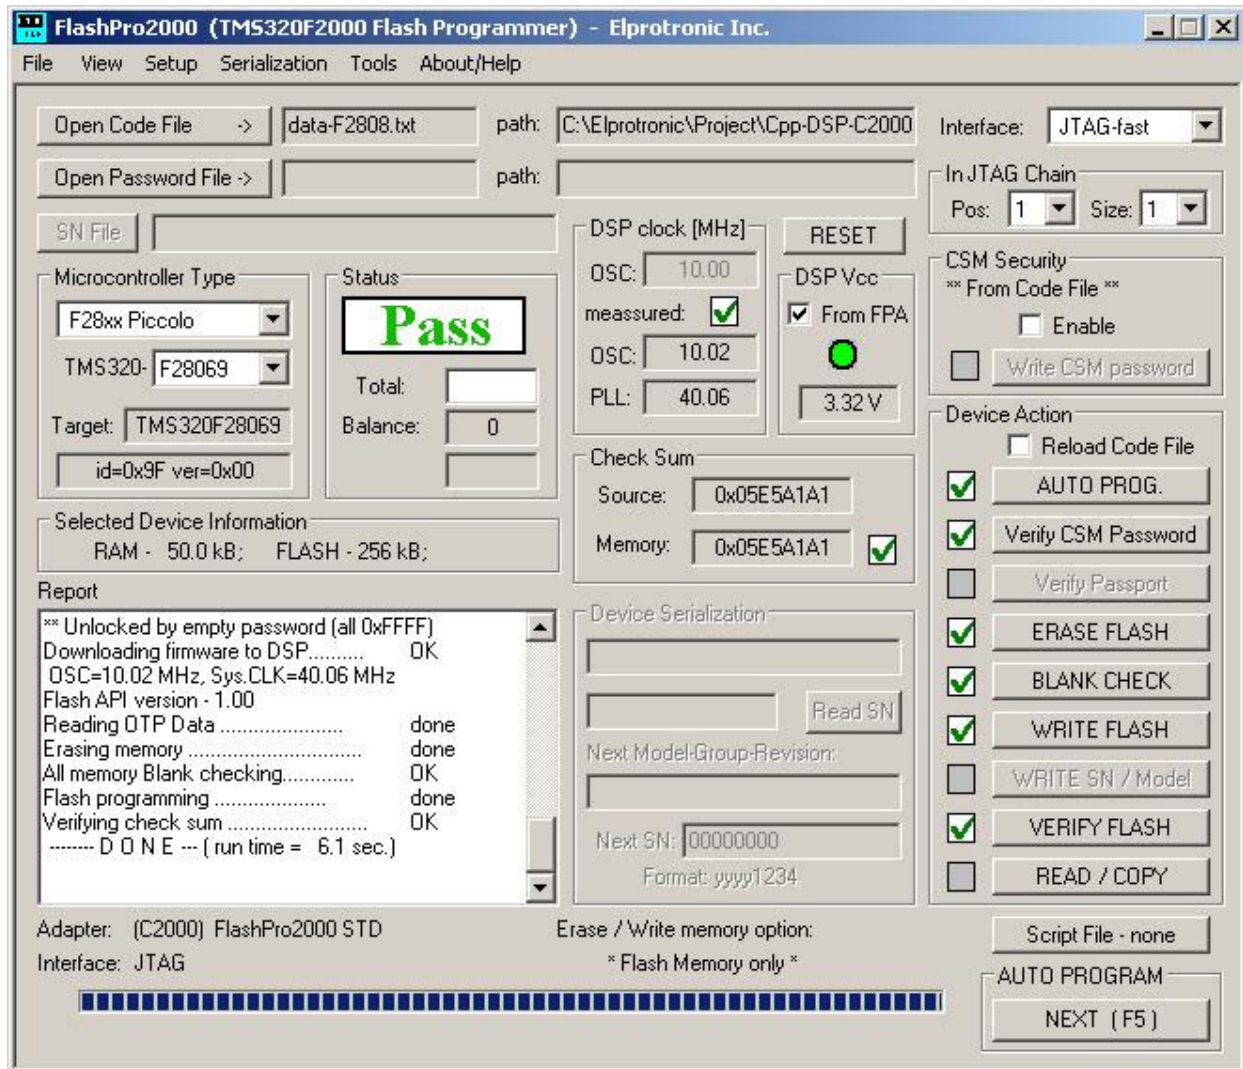 FlashPro2000 (TMS320F2000 Flash Programmer) - Elprotronic Inc.
File View Setup Serialization Tools About/Help
Open Code File -> data-F2808.txt path: C:\Elprotronic\Project\Cpp-DSP-C2000
Interface: JTAG-fast
Open Password File -> path:
In JTAG Chain
Pos: 1 Size: 1
SN File
Microcontroller Type
F28xx Piccolo
TMS320- F28069
Target: TMS320F28069
id=0x9F ver=0x00
Status
Pass
Total:
Balance: 0
DSP clock [MHz]
OSC: 10.00
meassured:
OSC: 10.02
PLL: 40.06
RESET
DSP Vcc
From FPA
3.32 V
CSM Security
** From Code File **
Enable
Write CSM password
Selected Device Information
RAM - 50.0 kB; FLASH - 256 kB;
Check Sum
Source: 0x05E5A1A1
Memory: 0x05E5A1A1
Device Action
Reload Code File
AUTO PROG.
Verify CSM Password
Verify Passport
ERASE FLASH
BLANK CHECK
WRITE FLASH
WRITE SN / Model
VERIFY FLASH
READ / COPY
Report
** Unlocked by empty password (all 0xFFFF)
Downloading firmware to DSP.......... OK
OSC=10.02 MHz, Sys.CLK=40.06 MHz
Flash API version - 1.00
Reading OTP Data ...................... done
Erasing memory ............................... done
All memory Blank checking............. OK
Flash programming .................... done
Verifying check sum ......................... OK
-------- D O N E --- ( run time = 6.1 sec.)
Device Serialization
Read SN
Next Model-Group-Revision:
Next SN: 00000000
Format: yyyy1234
Adapter: (C2000) FlashPro2000 STD
Interface: JTAG
Erase / Write memory option:
* Flash Memory only *
Script File - none
AUTO PROGRAM
NEXT ( F5 )